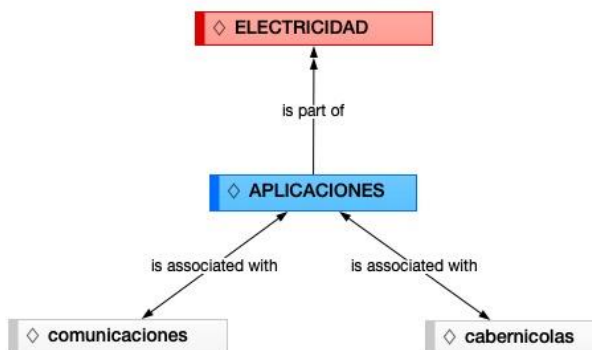 ELECTRICIDAD
is part of
APLICACIONES
is associated with
is associated with
comunicaciones
cabernicolas